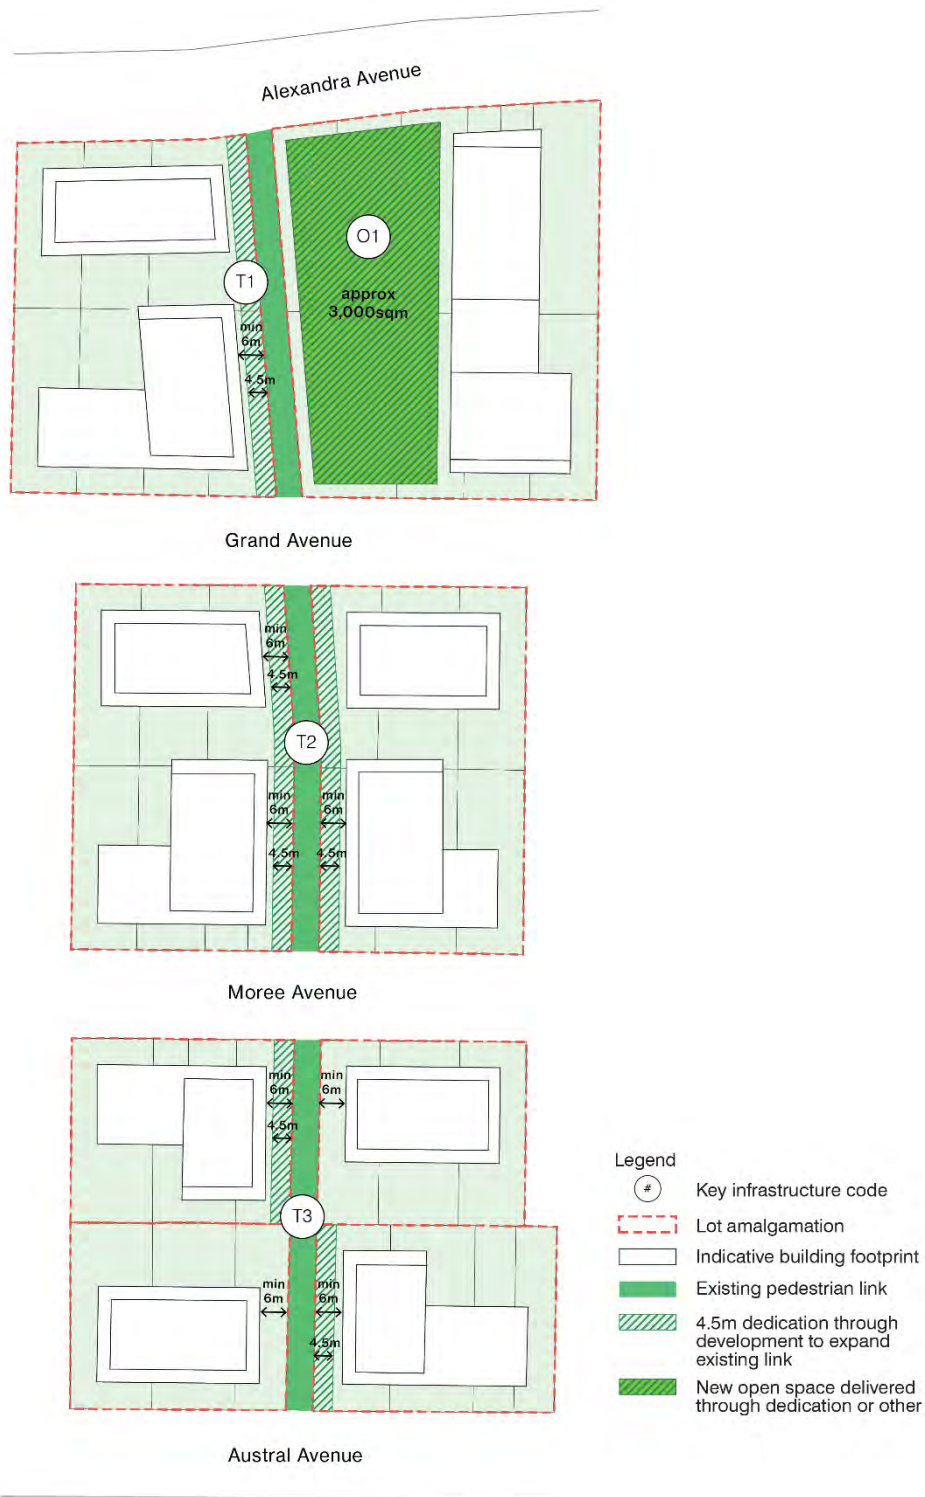 Alexandra Avenue
O1
approx
3,000sqm
T1
min
6m
4.5m
Grand Avenue
min
6m
4.5m
T2
min
6m
min
6m
4.5m
4.5m
Moree Avenue
min
6m
min
6m
4.5m
T3
min
6m
min
6m
4.5m
Austral Avenue
Legend
#
Key infrastructure code
Lot amalgamation
Indicative building footprint
Existing pedestrian link
4.5m dedication through
development to expand
existing link
New open space delivered
through dedication or other